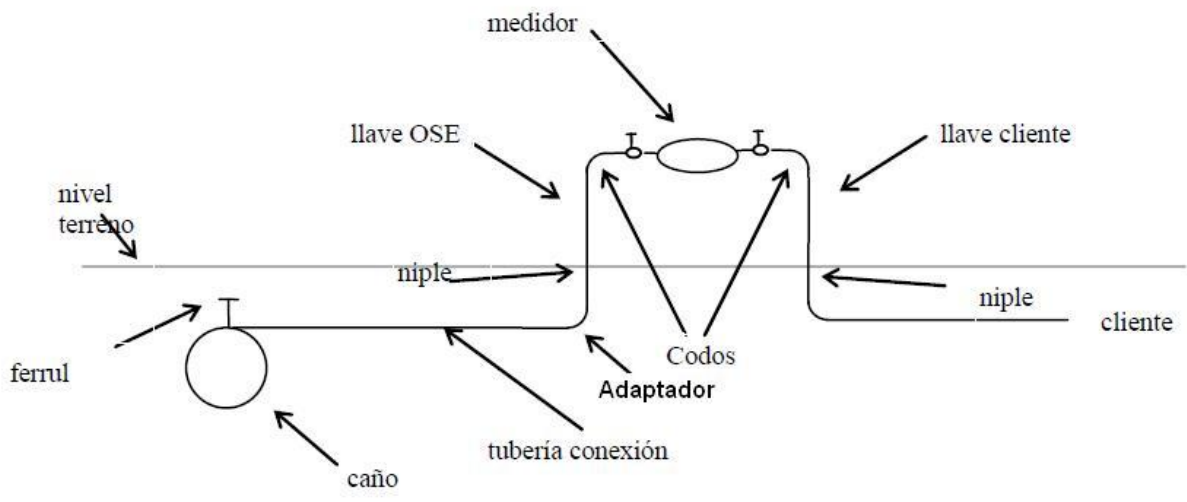 medidor
llave OSE
llave cliente
nivel
terreno
niple
niple
cliente
ferrul
Codos
Adaptador
tubería conexión
caño